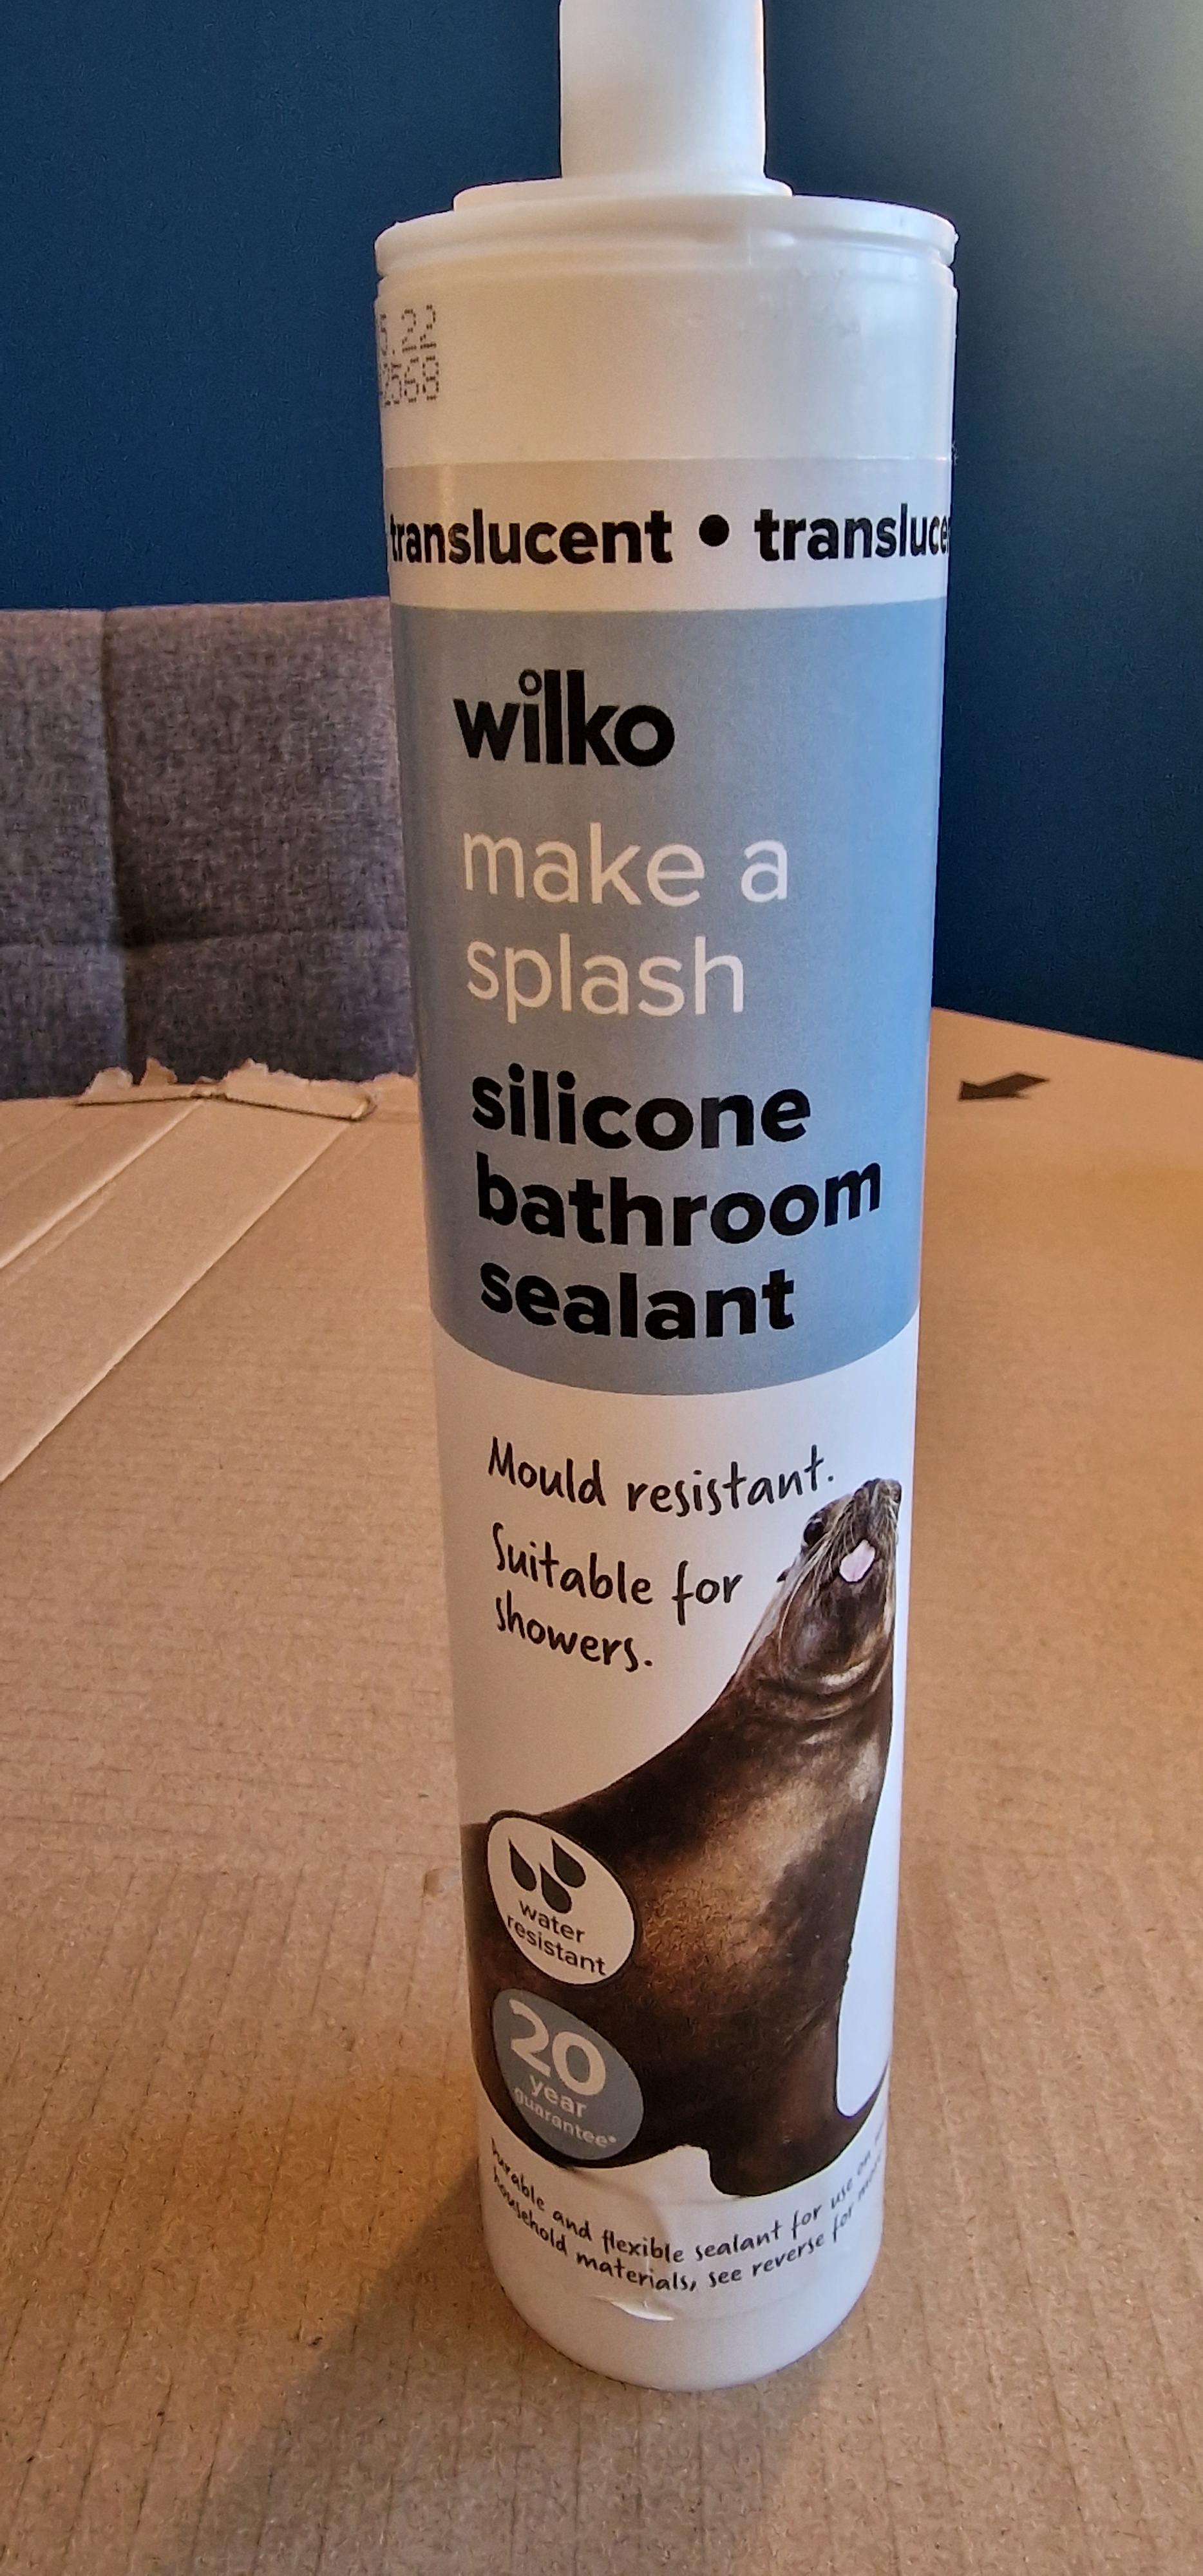 5.22
2568
translucent • transluce
wilko
make a
splash
silicone
bathroom
sealant
Mould resistant.
Suitable for
showers.
water
resistant
20
year
guarantee*
Durable and flexible sealant for use on
household materials, see reverse for more